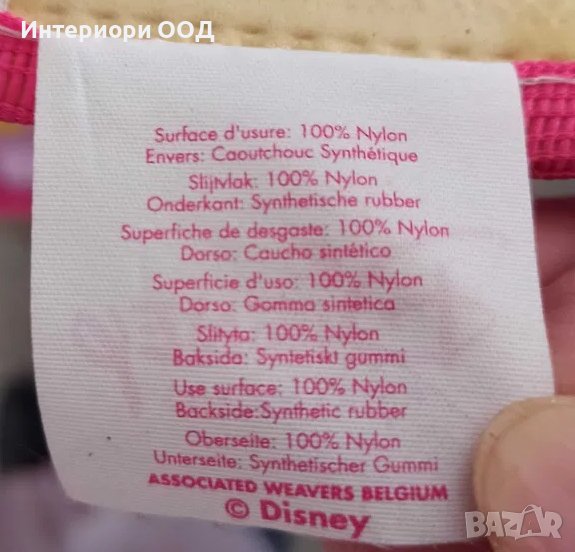 Интериори ООД
Surface d'usure: 100% Nylon
Envers: Caoutchouc Synthétique
Slijtvlak: 100% Nylon
Onderkant: Synthetische rubber
Superfiche de desgaste: 100% Nylon
Dorso: Caucho sintético
Superficie d'uso: 100% Nylon
Dorso: Gomma sintetica
Slityta: 100% Nylon
Baksida: Syntetiskt gummi
Use surface: 100% Nylon
Backside:Synthetic rubber
Oberseite: 100% Nylon
Unterseite: Synthetischer Gummi
ASSOCIATED WEAVERS BELGIUM
© Disney
BAZAR